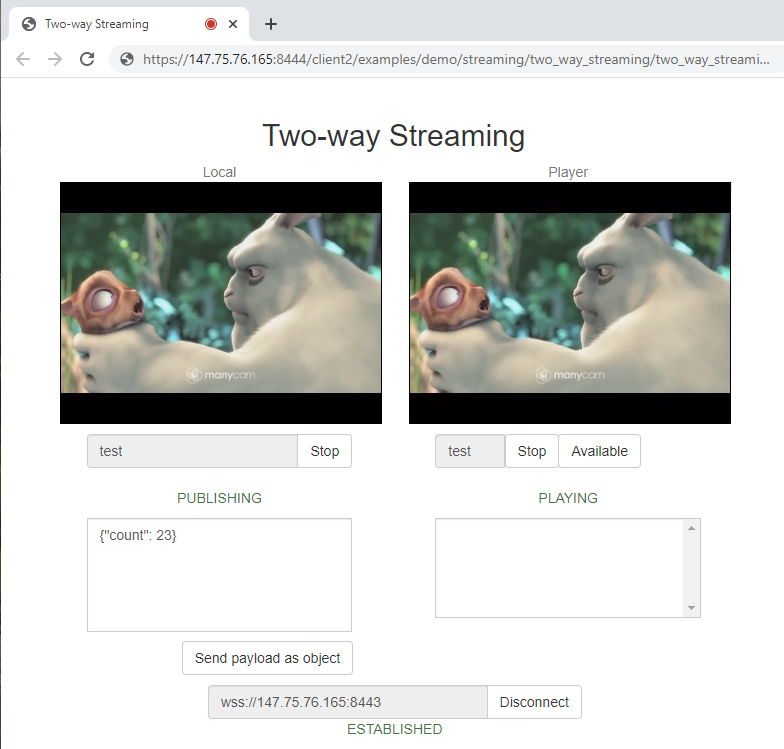 Two-way Streaming
https://147.75.76.165:8444/client2/examples/demo/streaming/two_way_streaming/two_way_streami...
Two-way Streaming
Local
Player
manycam
manycam
test
Stop
test
Stop
Available
PUBLISHING
PLAYING
{"count": 23}
Send payload as object
wss://147.75.76.165:8443
Disconnect
ESTABLISHED